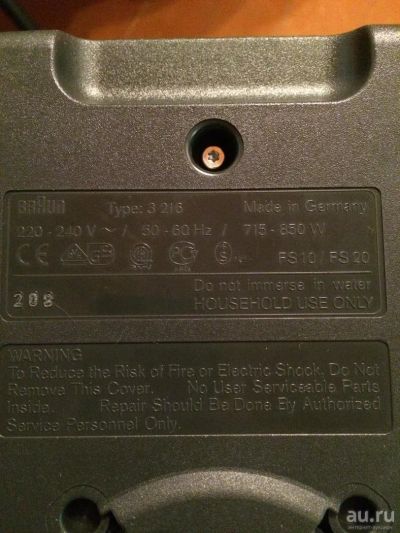 BRAUN Type: 3 216 Made in Germany
220 - 240 V ~ / 50 - 60 Hz / 715 - 850 W
CE GS FS 10 / FS 20
Do not immerse in water
208 HOUSEHOLD USE ONLY
WARNING
To Reduce the Risk of Fire or Electric Shock, Do Not
Remove This Cover. No User Serviceable Parts
Inside. Repair Should Be Done By Authorized
Service Personnel Only.
au.ru